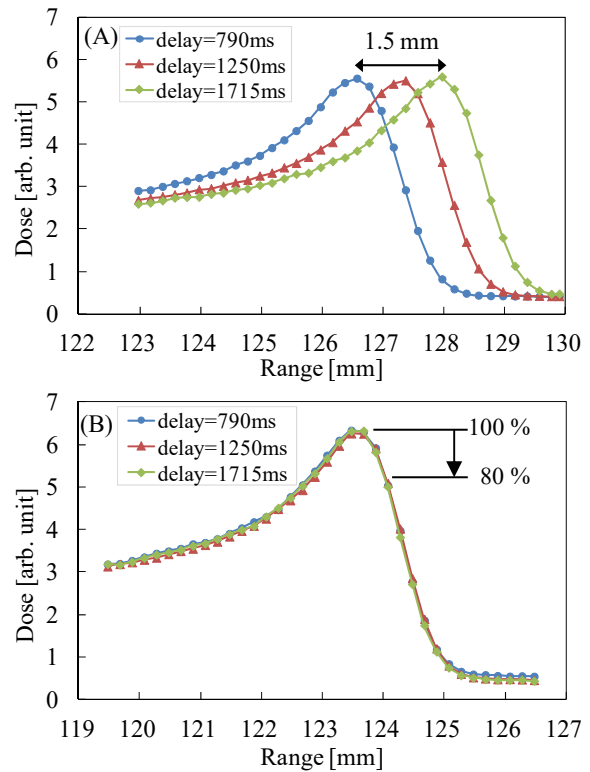 (A)
delay=790ms
delay=1250ms
delay=1715ms
1.5 mm
Dose [arb. unit]
7
6
5
4
3
2
1
0
122 123 124 125 126 127 128 129 130
Range [mm]
(B)
delay=790ms
delay=1250ms
delay=1715ms
100 %
80 %
Dose [arb. unit]
7
6
5
4
3
2
1
0
119 120 121 122 123 124 125 126 127
Range [mm]